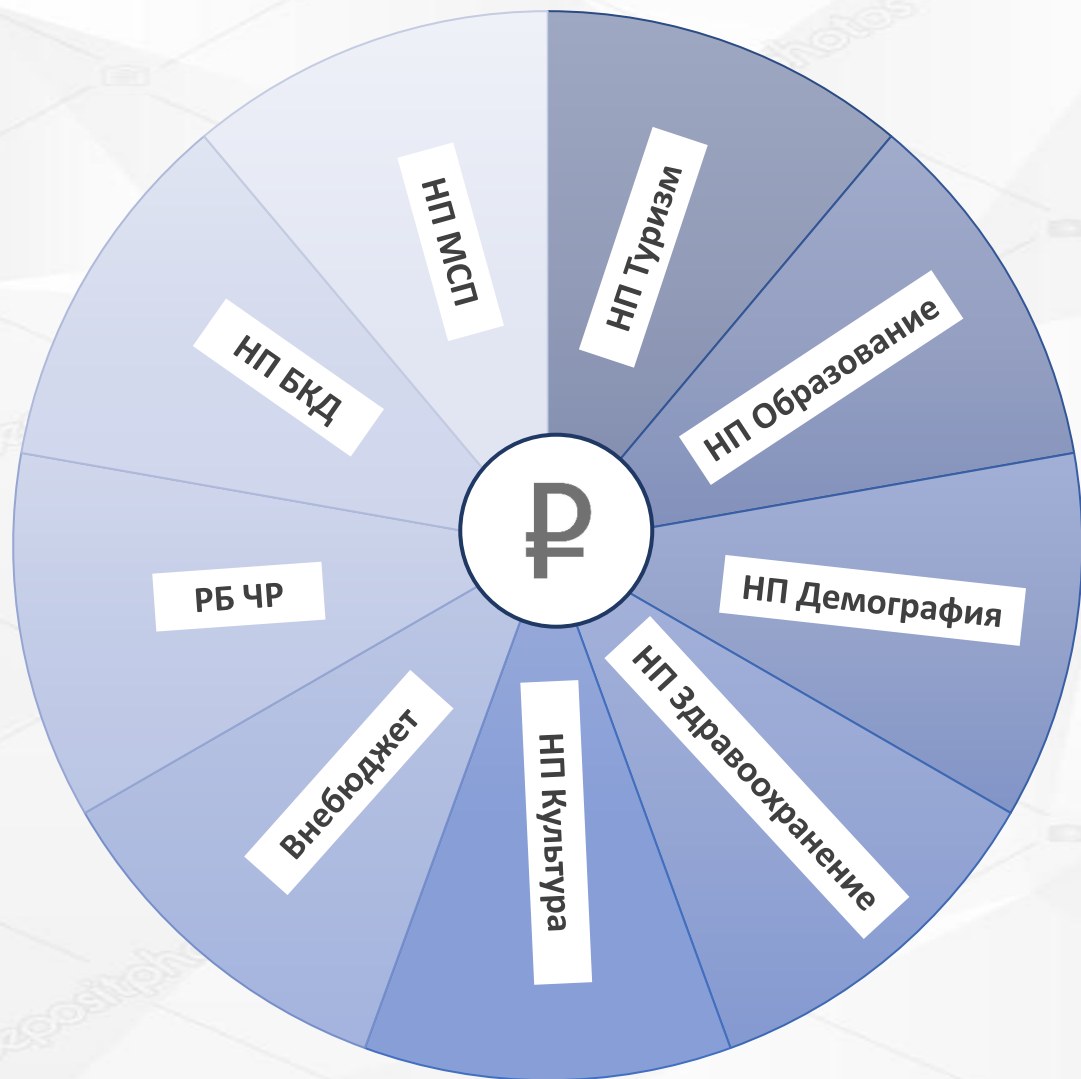 НП Туризм
НП Образование
НП Демография
НП Здравоохранение
НП Культура
Внебюджет
РБ ЧР
НП БКД
НП МСП
₽